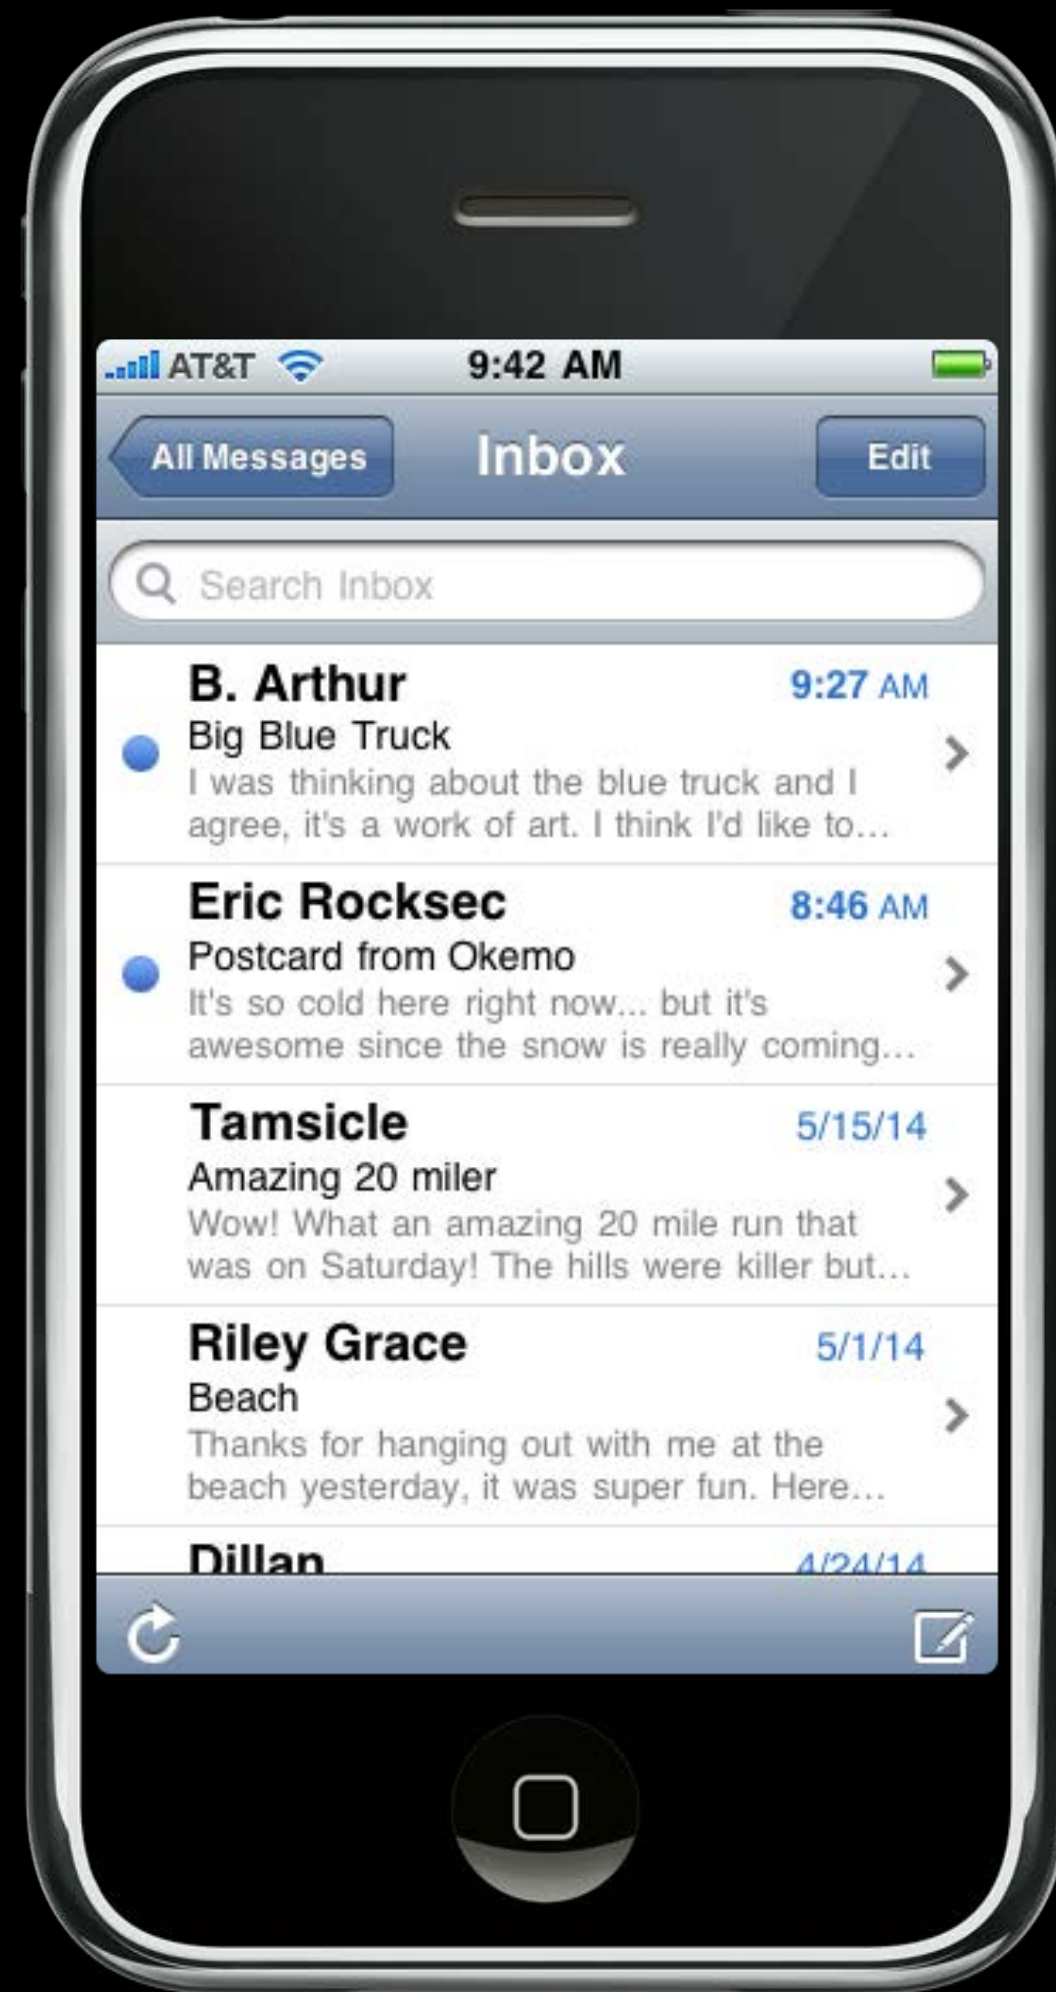 AT&T 9:42 AM
All Messages Inbox Edit
Search Inbox
B. Arthur 9:27 AM
Big Blue Truck
I was thinking about the blue truck and I
agree, it's a work of art. I think I'd like to...
Eric Rocksec 8:46 AM
Postcard from Okemo
It's so cold here right now... but it's
awesome since the snow is really coming...
Tamsicle 5/15/14
Amazing 20 miler
Wow! What an amazing 20 mile run that
was on Saturday! The hills were killer but...
Riley Grace 5/1/14
Beach
Thanks for hanging out with me at the
beach yesterday, it was super fun. Here...
Dillan 4/24/14